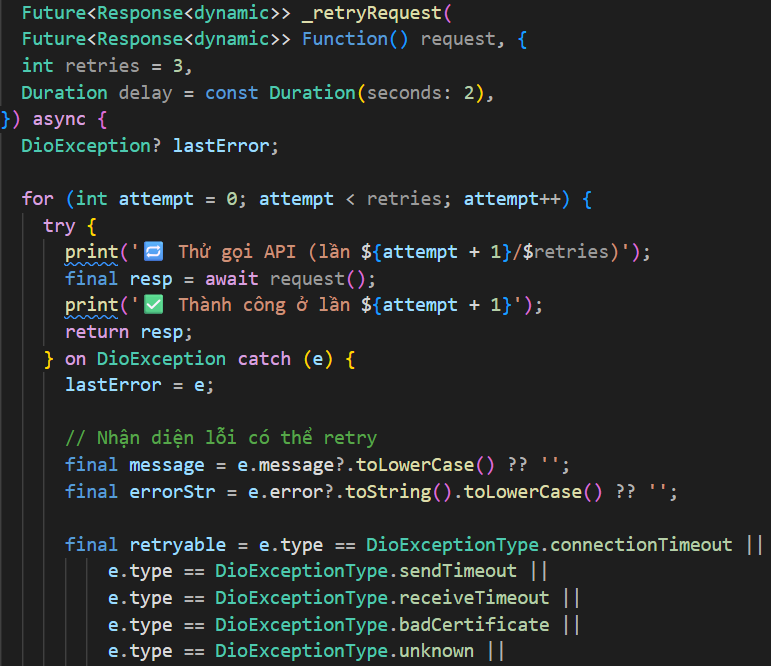 Future<Response<dynamic>> _retryRequest(
Future<Response<dynamic>> Function() request, {
int retries = 3,
Duration delay = const Duration(seconds: 2),
}) async {
DioException? lastError;
for (int attempt = 0; attempt < retries; attempt++) {
try {
print('🔁 Thử gọi API (lần ${attempt + 1}/$retries)');
final resp = await request();
print('✅ Thành công ở lần ${attempt + 1}');
return resp;
} on DioException catch (e) {
lastError = e;
// Nhận diện lỗi có thể retry
final message = e.message?.toLowerCase() ?? '';
final errorStr = e.error?.toString().toLowerCase() ?? '';
final retryable = e.type == DioExceptionType.connectionTimeout ||
e.type == DioExceptionType.sendTimeout ||
e.type == DioExceptionType.receiveTimeout ||
e.type == DioExceptionType.badCertificate ||
e.type == DioExceptionType.unknown ||